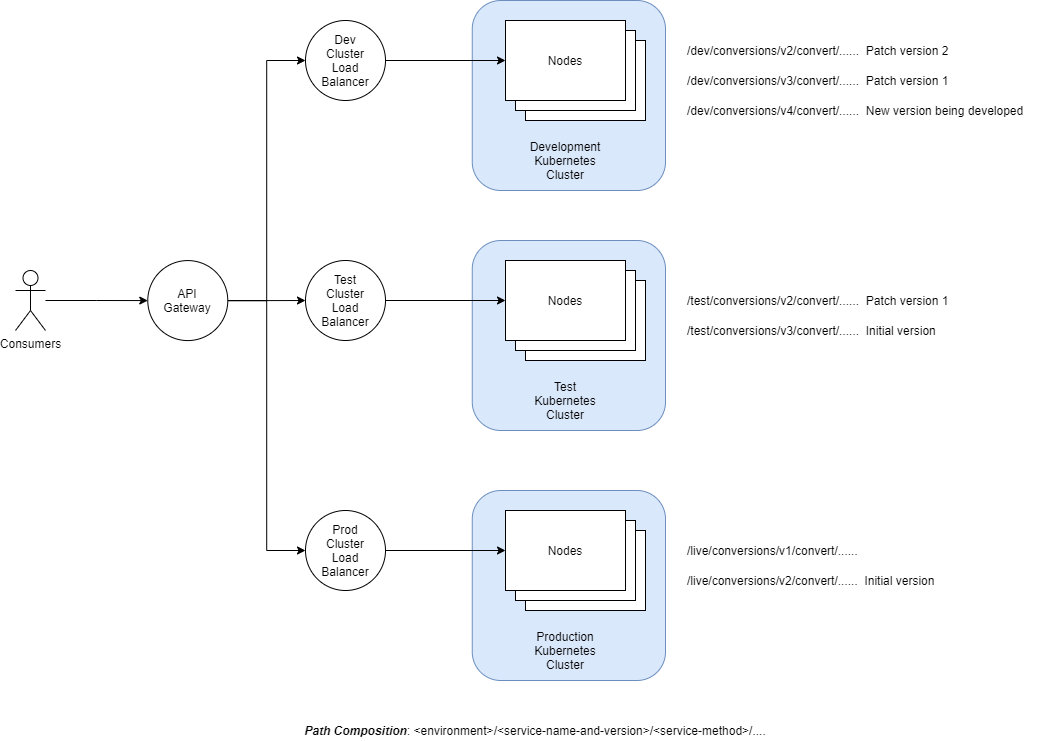 Dev
Cluster
Load
Balancer
Nodes
Development
Kubernetes
Cluster
/dev/conversions/v2/convert/...... Patch version 2
/dev/conversions/v3/convert/...... Patch version 1
/dev/conversions/v4/convert/...... New version being developed
Consumers
API
Gateway
Test
Cluster
Load
Balancer
Nodes
Test
Kubernetes
Cluster
/test/conversions/v2/convert/...... Patch version 1
/test/conversions/v3/convert/...... Initial version
Prod
Cluster
Load
Balancer
Nodes
Production
Kubernetes
Cluster
/live/conversions/v1/convert/......
/live/conversions/v2/convert/...... Initial version
Path Composition: <environment>/<service-name-and-version>/<service-method>/....